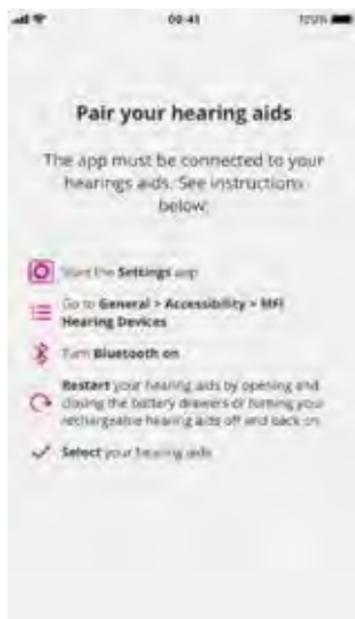 09:41 100%
Pair your hearing aids
The app must be connected to your
hearings aids. See instructions
below:
Start the Settings app
Go to General > Accessibility > MFI
Hearing Devices
Turn Bluetooth on
Restart your hearing aids by opening and
closing the battery drawers or turning your
rechargeable hearing aids off and back on
Select your hearing aids